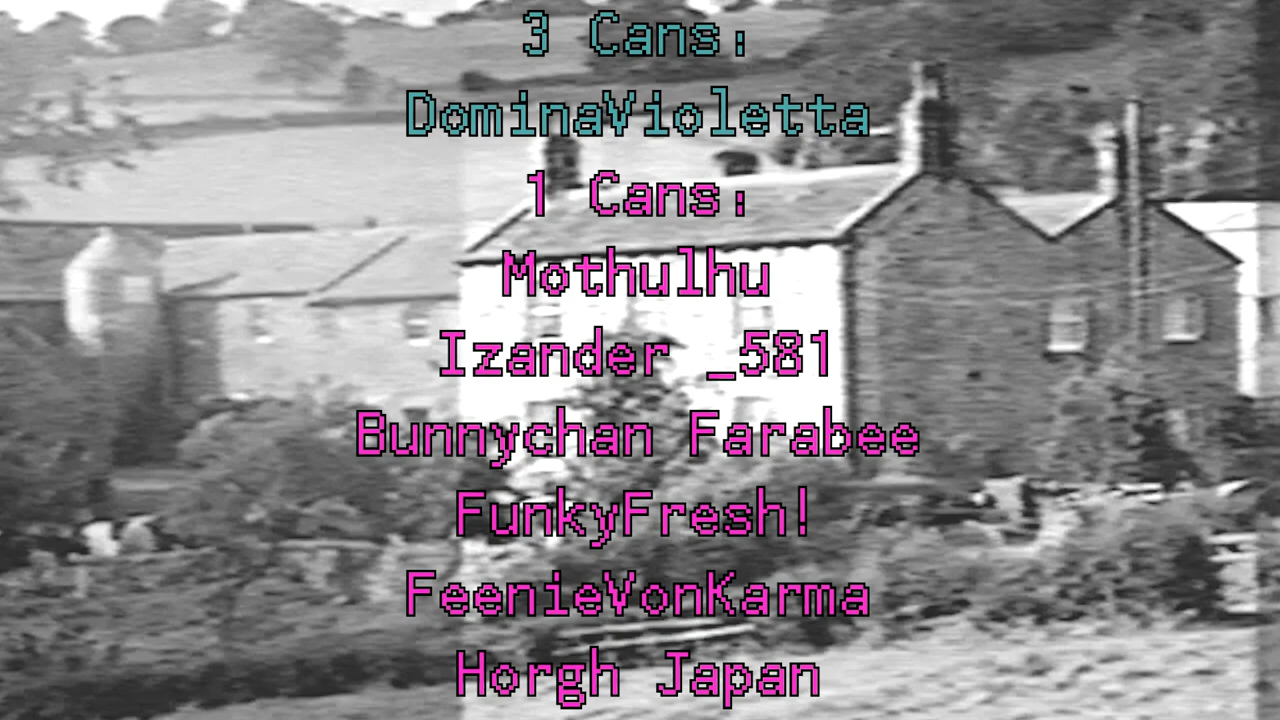 3 Cans:
DominaVioletta
1 Cans:
Mothulhu
Izander _581
Bunnychan Farabee
FunkyFresh!
FeenieVonKarma
Horgh Japan